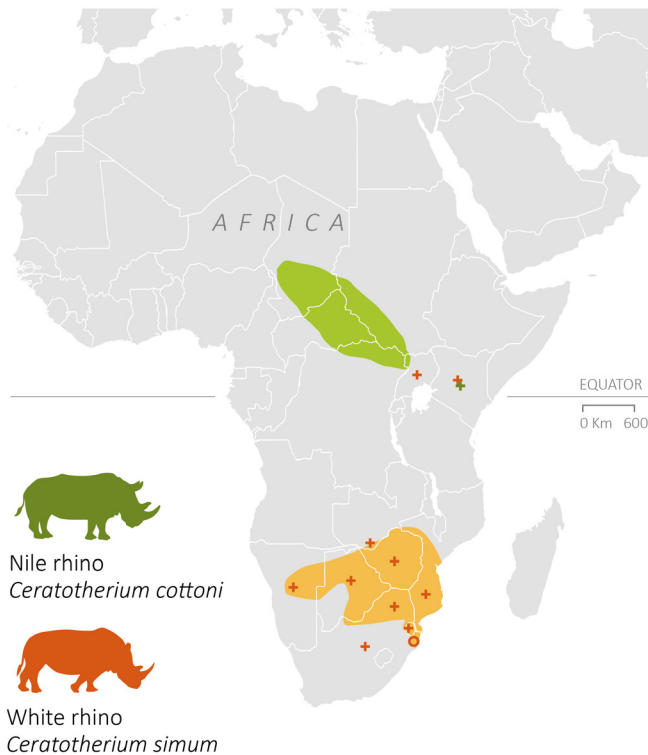 AFRICA
EQUATOR
0 Km 600
Nile rhino
Ceratotherium cottoni
White rhino
Ceratotherium simum